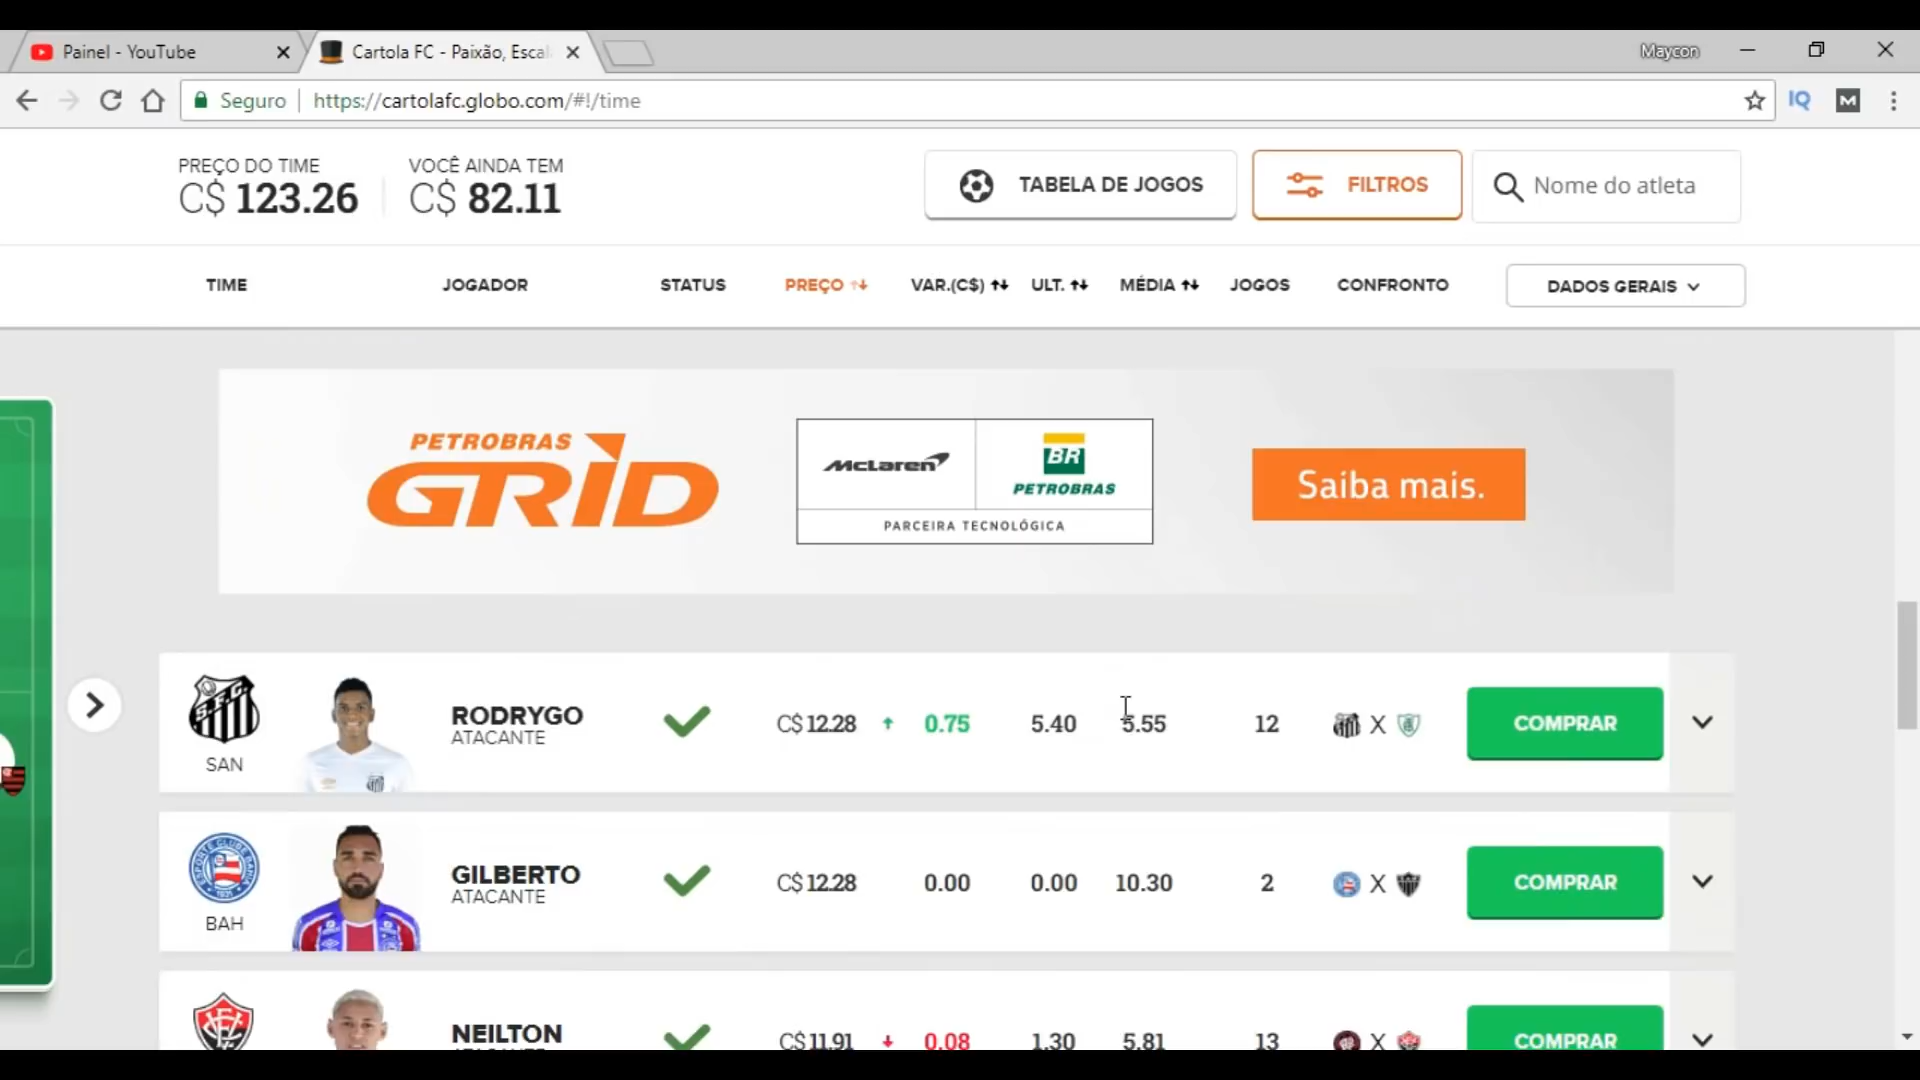 Painel - YouTube
Cartola FC - Paixão, Escal
Maycon
Seguro
https://cartolafc.globo.com/#!/time
IQ
M
PREÇO DO TIME
C$ 123.26
VOCÊ AINDA TEM
C$ 82.11
TABELA DE JOGOS
FILTROS
Nome do atleta
TIME JOGADOR STATUS PREÇO VAR.(C$) ULT. MÉDIA JOGOS CONFRONTO DADOS GERAIS
PETROBRAS
GRID
McLaren
BR
PETROBRAS
PARCEIRA TECNOLÓGICA
Saiba mais.
SAN
RODRYGO
ATACANTE
C$ 12.28 0.75 5.40 5.55 12 X COMPRAR
BAH
GILBERTO
ATACANTE
C$ 12.28 0.00 0.00 10.30 2 X COMPRAR
NEILTON
ATACANTE
C$ 11.91 0.08 1.30 5.81 13 X COMPRAR